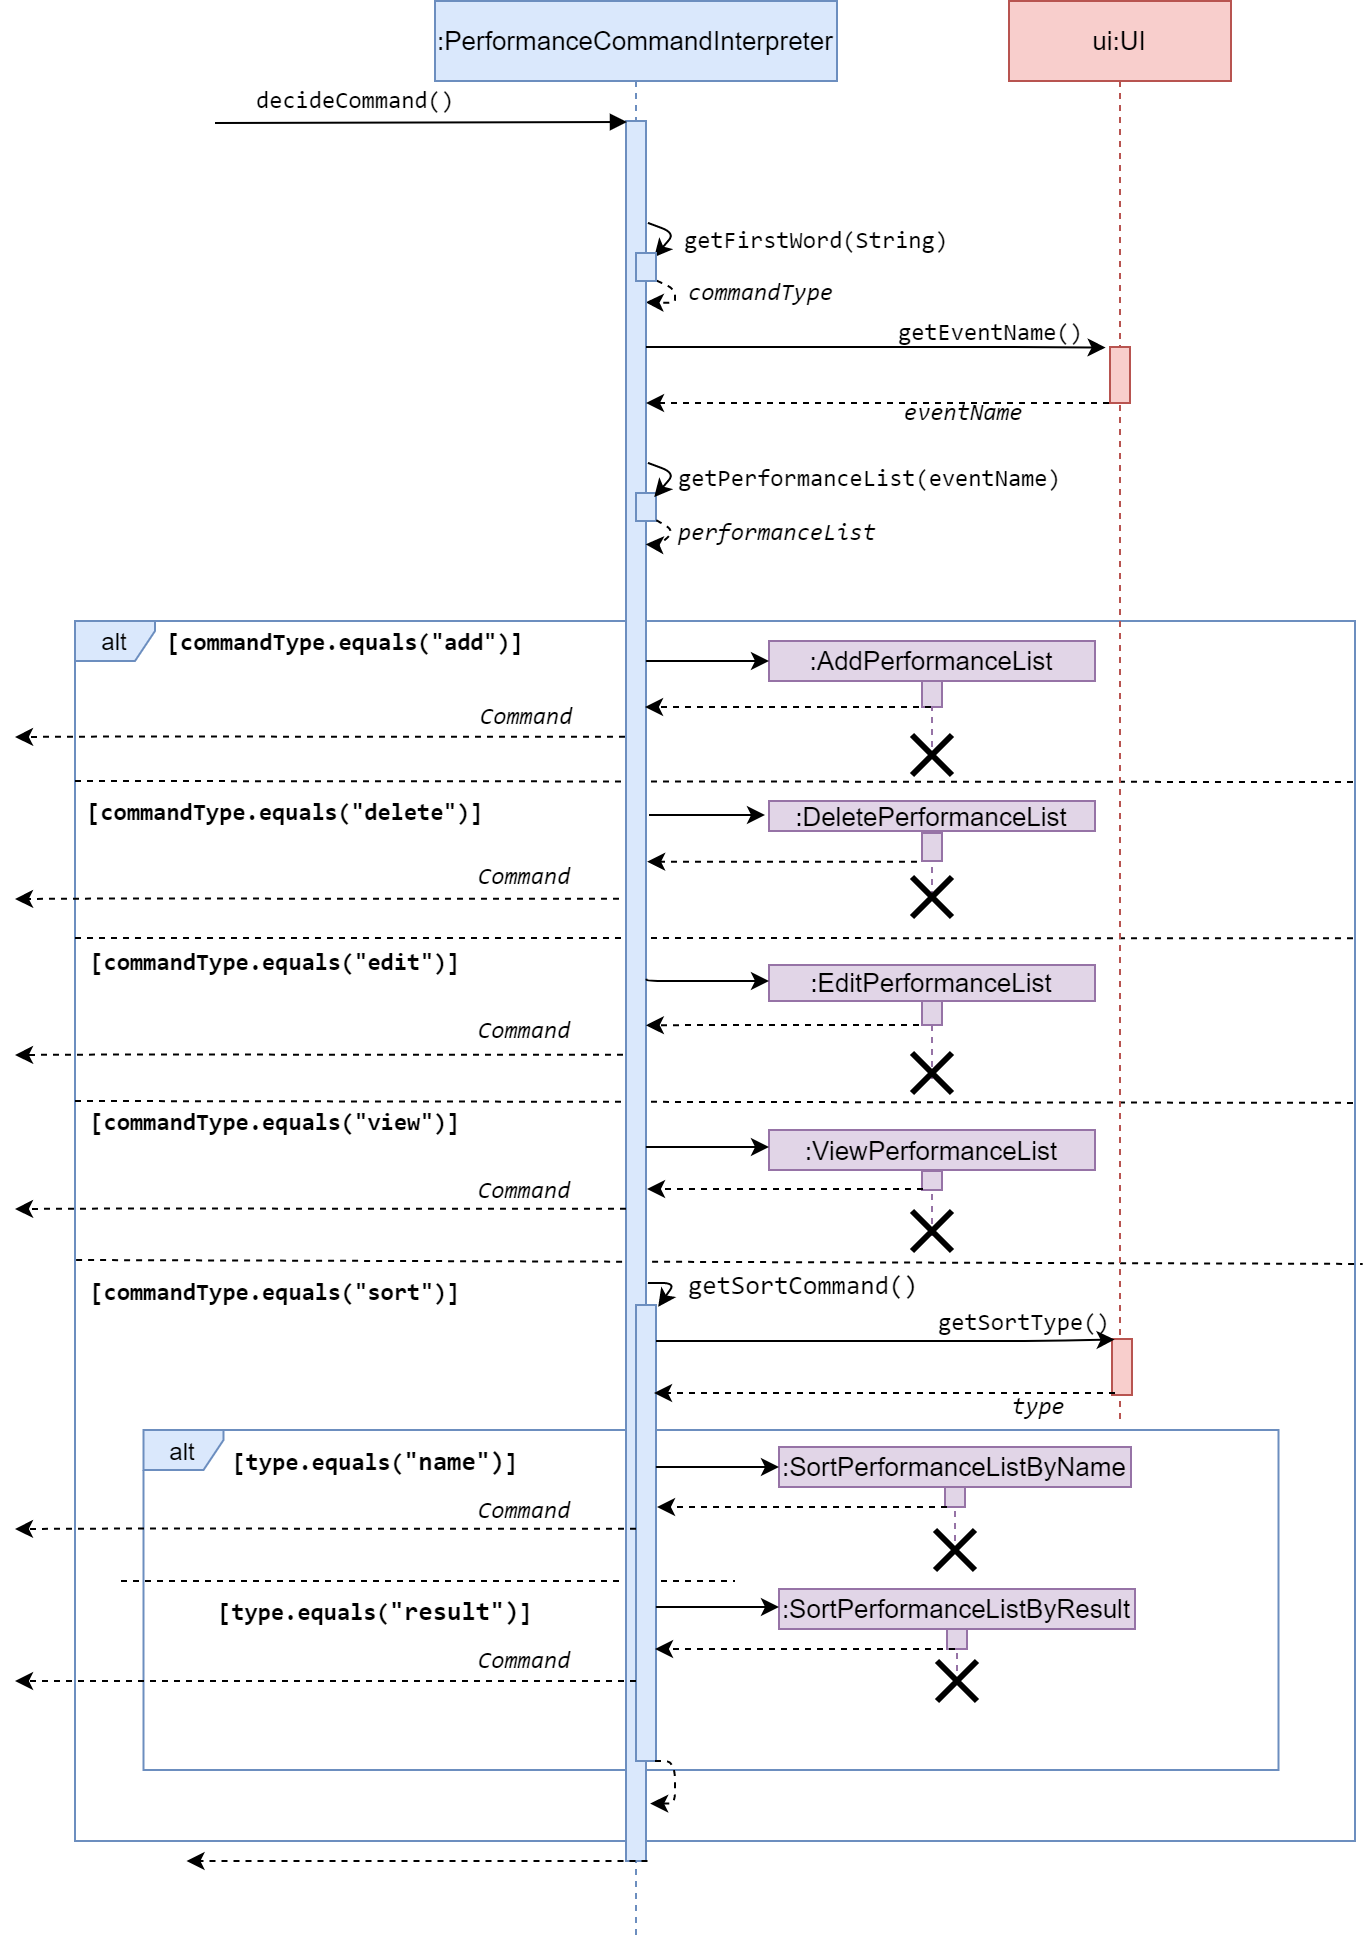 :PerformanceCommandInterpreter
ui:UI
decideCommand()
getFirstWord(String)
commandType
getEventName()
eventName
getPerformanceList(eventName)
performanceList
alt
[commandType.equals("add")]
:AddPerformanceList
Command
[commandType.equals("delete")]
:DeletePerformanceList
Command
[commandType.equals("edit")]
:EditPerformanceList
Command
[commandType.equals("view")]
:ViewPerformanceList
Command
[commandType.equals("sort")]
getSortCommand()
getSortType()
type
alt
[type.equals("name")]
:SortPerformanceListByName
Command
[type.equals("result")]
:SortPerformanceListByResult
Command